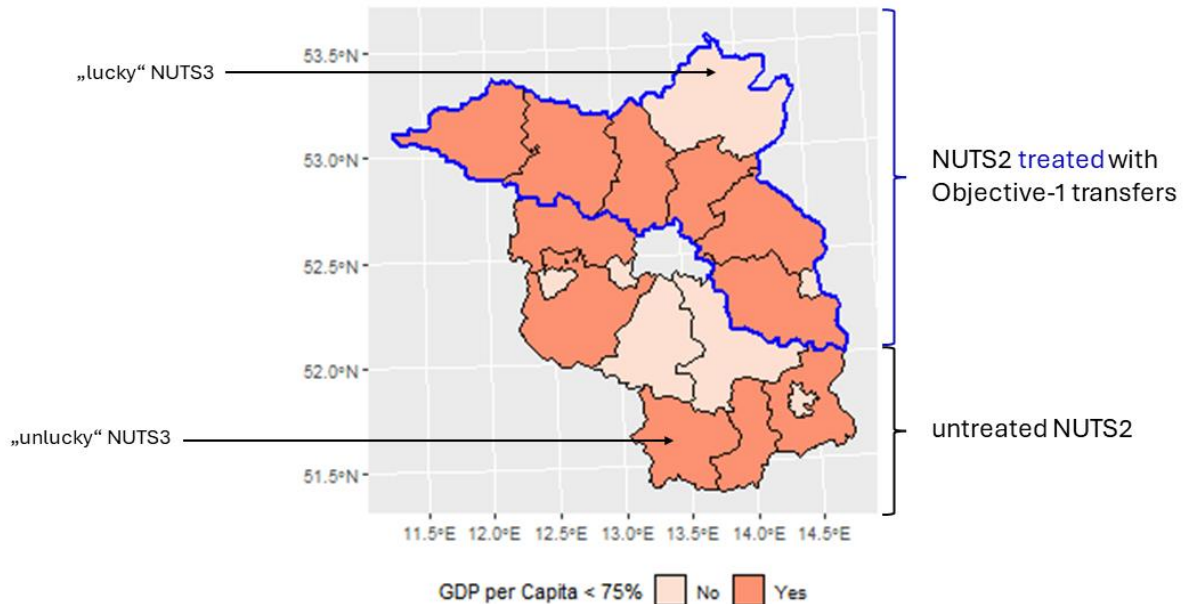 53.5°N
„lucky“ NUTS3
53.0°N
NUTS2 treated with
Objective-1 transfers
52.5°N
52.0°N
„unlucky“ NUTS3
untreated NUTS2
51.5°N
11.5°E 12.0°E 12.5°E 13.0°E 13.5°E 14.0°E 14.5°E
GDP per Capita < 75% No Yes